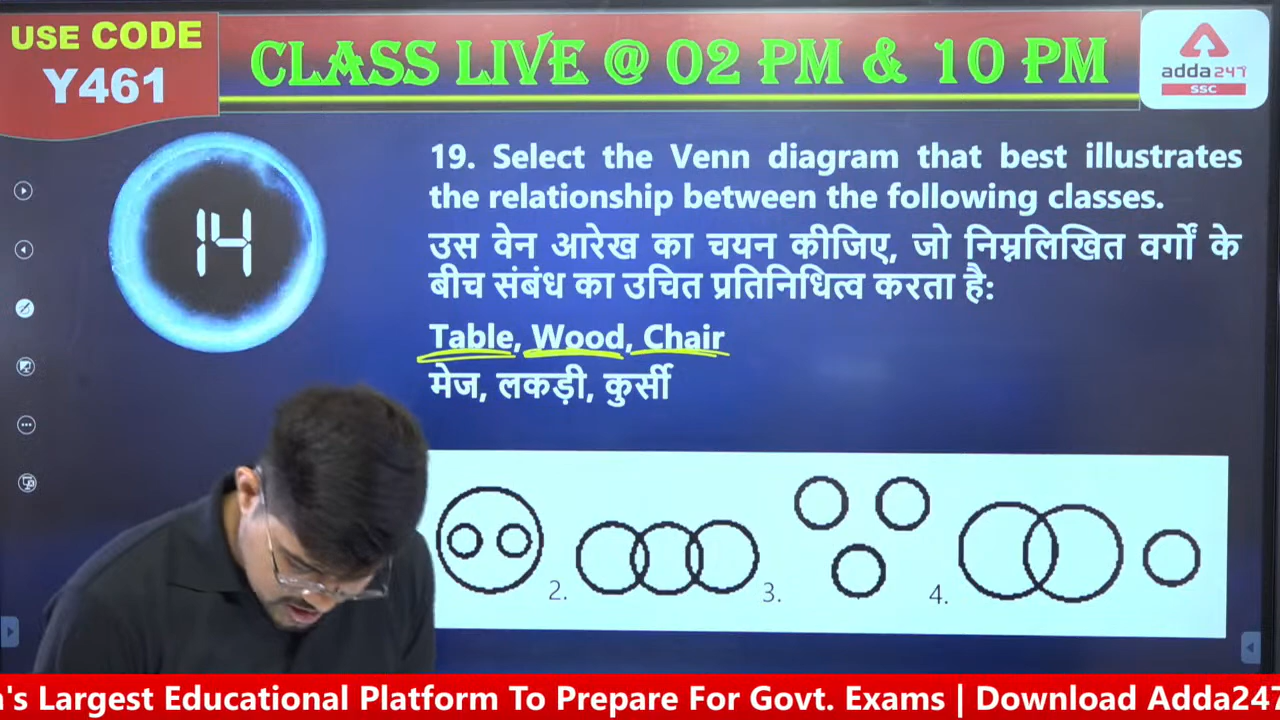 USE CODE
Y461
CLASS LIVE @ 02 PM & 10 PM
adda247
SSC
14
19. Select the Venn diagram that best illustrates
the relationship between the following classes.
उस वेन आरेख का चयन कीजिए, जो निम्नलिखित वर्गों के
बीच संबंध का उचित प्रतिनिधित्व करता है:
Table, Wood, Chair
मेज, लकड़ी, कुर्सी
2.
3.
4.
a's Largest Educational Platform To Prepare For Govt. Exams | Download Adda247